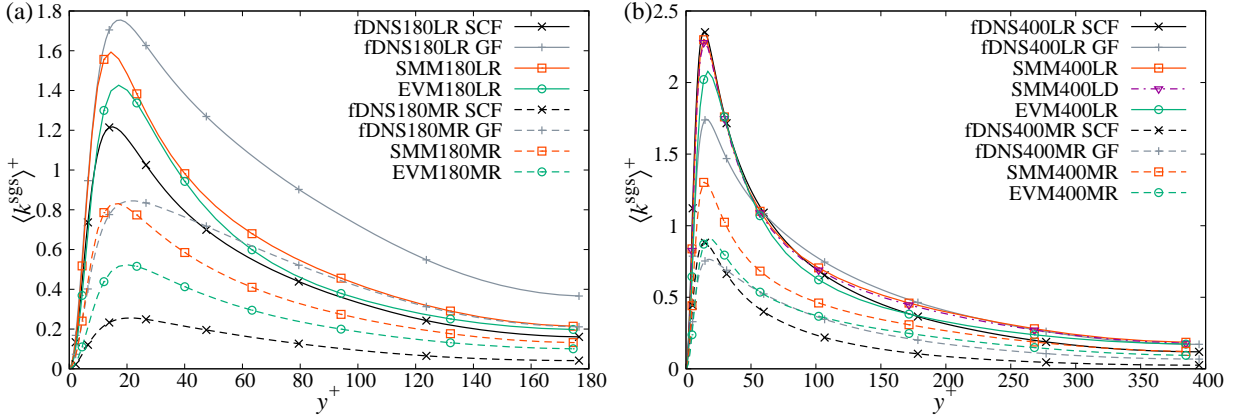 (a)
1.8
1.6
1.4
1.2
1
0.8
0.6
0.4
0.2
0
⟨k^sgs⟩^+
fDNS180LR SCF
fDNS180LR GF
SMM180LR
EVM180LR
fDNS180MR SCF
fDNS180MR GF
SMM180MR
EVM180MR
0 20 40 60 80 100 120 140 160 180
y^+
(b)
2.5
2
1.5
1
0.5
0
⟨k^sgs⟩^+
fDNS400LR SCF
fDNS400LR GF
SMM400LR
SMM400LD
EVM400LR
fDNS400MR SCF
fDNS400MR GF
SMM400MR
EVM400MR
0 50 100 150 200 250 300 350 400
y^+